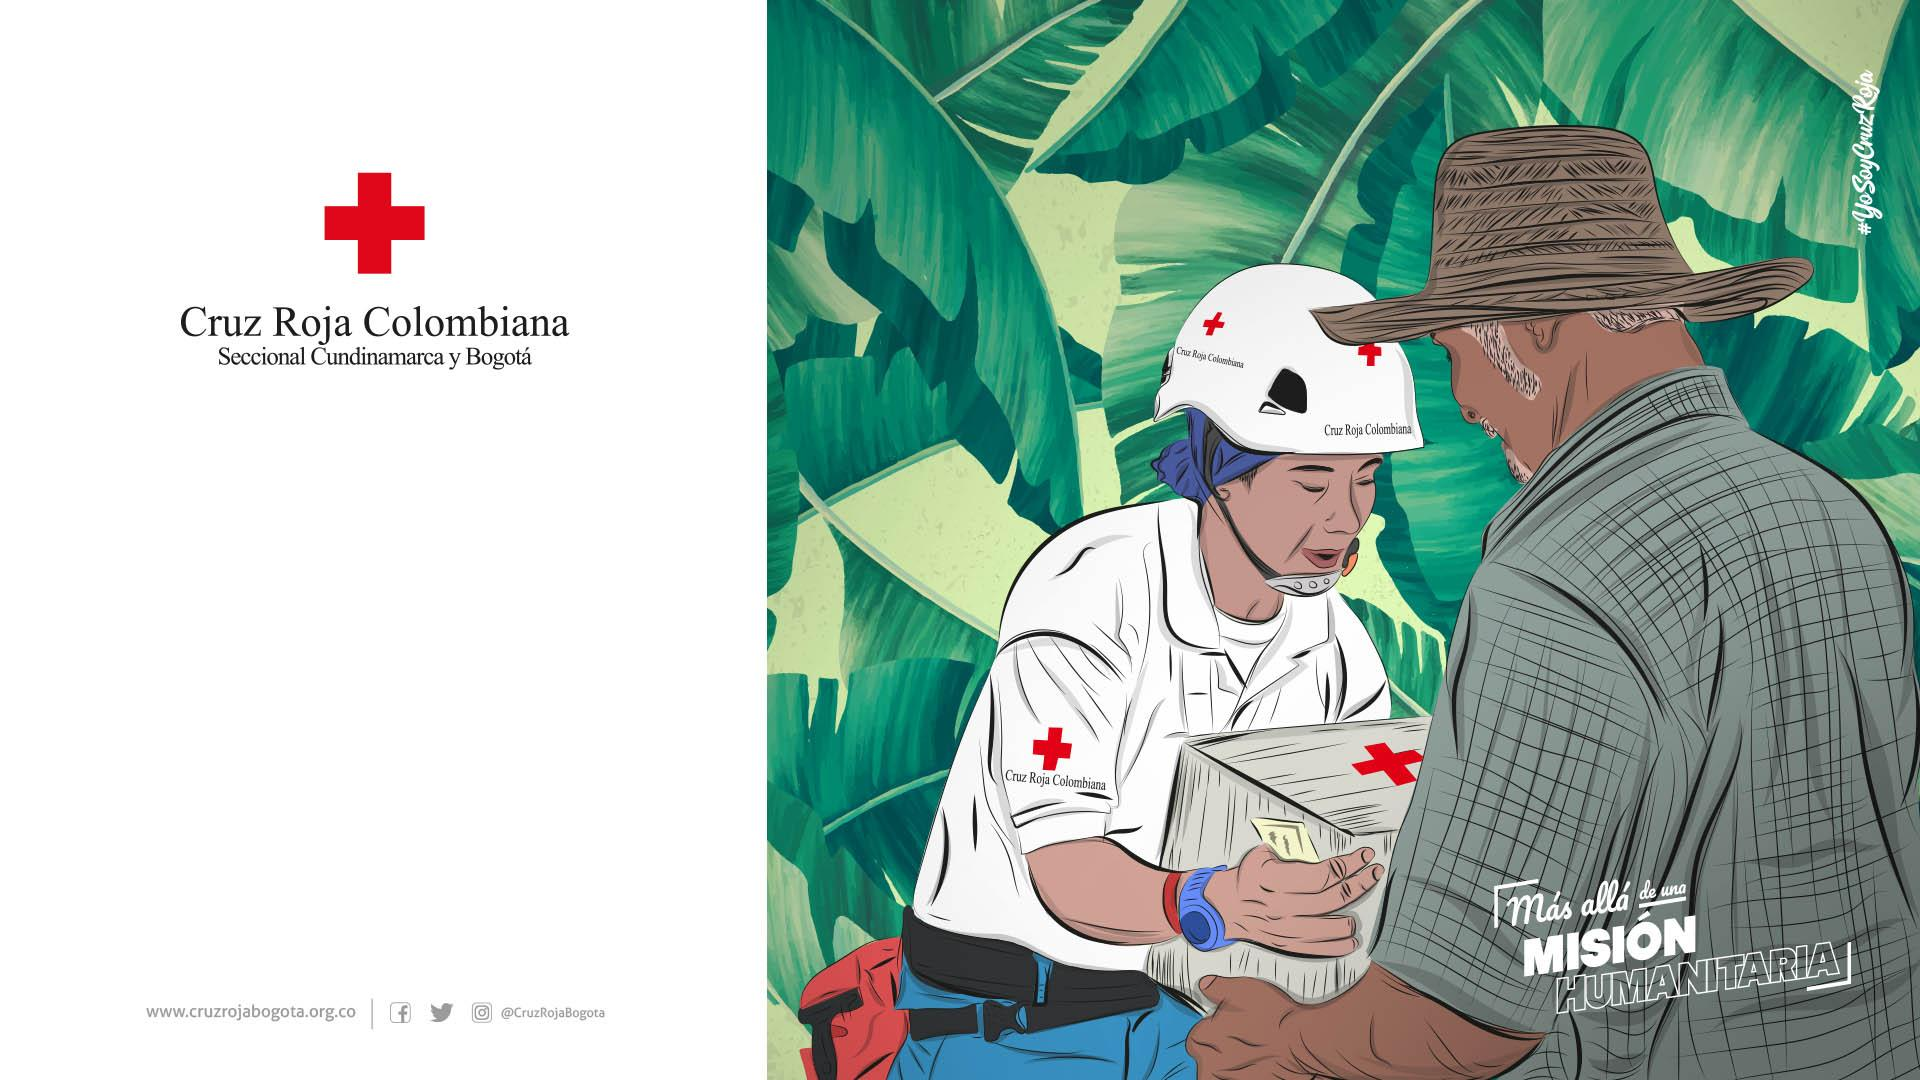 Cruz Roja Colombiana
Seccional Cundinamarca y Bogotá
www.cruzrojabogota.org.co
@CruzRojaBogota
#YoSoyCruzRoja
Cruz Roja Colombiana
Cruz Roja Colombiana
Cruz Roja Colombiana
Más allá de una
MISIÓN
HUMANITARIA